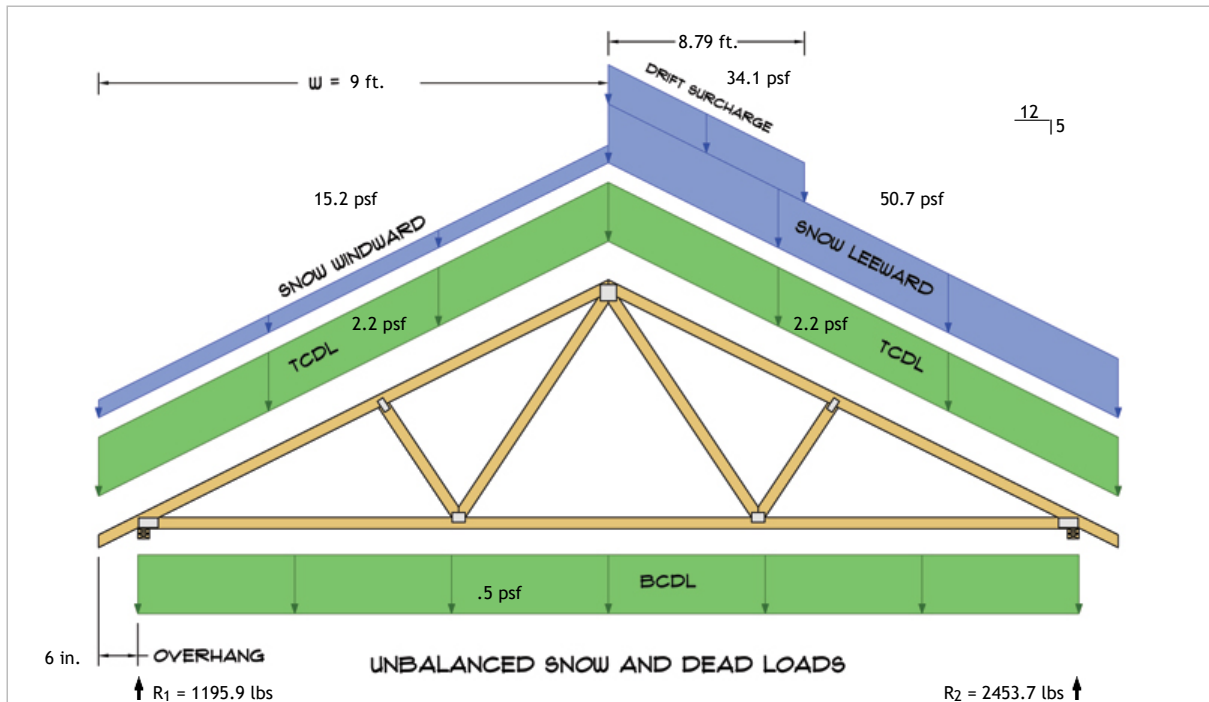 8.79 ft.
W = 9 ft.
DRIFT SURCHARGE
34.1 psf
12
5
15.2 psf
50.7 psf
SNOW WINDWARD
SNOW LEEWARD
TCDL
2.2 psf
2.2 psf
TCDL
.5 psf
BCDL
6 in.
OVERHANG
UNBALANCED SNOW AND DEAD LOADS
R1 = 1195.9 lbs
R2 = 2453.7 lbs